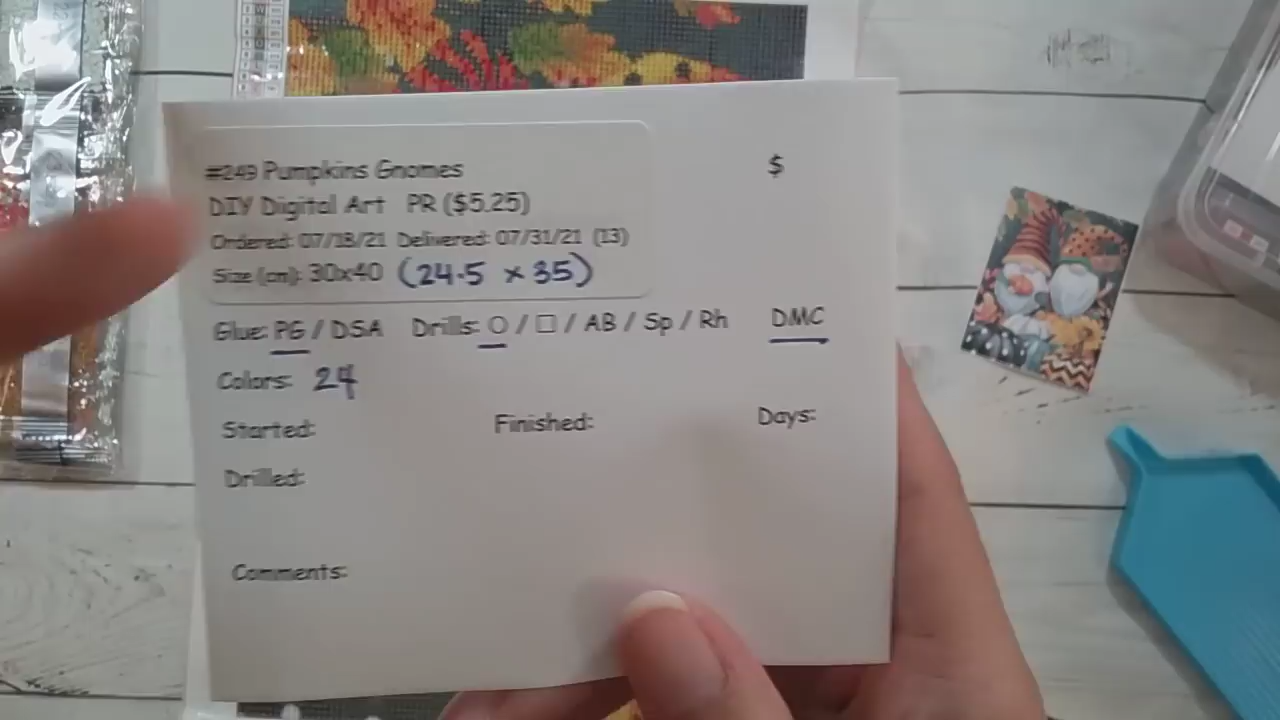 #249 Pumpkins Gnomes $
DIY Digital Art PR ($5.25)
Ordered: 07/18/21 Delivered: 07/31/21 (13)
Size (cm): 30x40 (24.5 x 35)
Glue: PG / DSA Drills: ○ / □ / AB / Sp / Rh DMC
Colors: 24
Started: Finished: Days:
Drilled:
Comments: